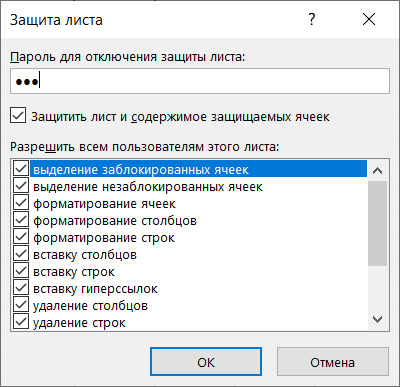 Защита листа
Пароль для отключения защиты листа:
●●●
Защитить лист и содержимое защищаемых ячеек
Разрешить всем пользователям этого листа:
выделение заблокированных ячеек
выделение незаблокированных ячеек
форматирование ячеек
форматирование столбцов
форматирование строк
вставку столбцов
вставку строк
вставку гиперссылок
удаление столбцов
удаление строк
ОК
Отмена